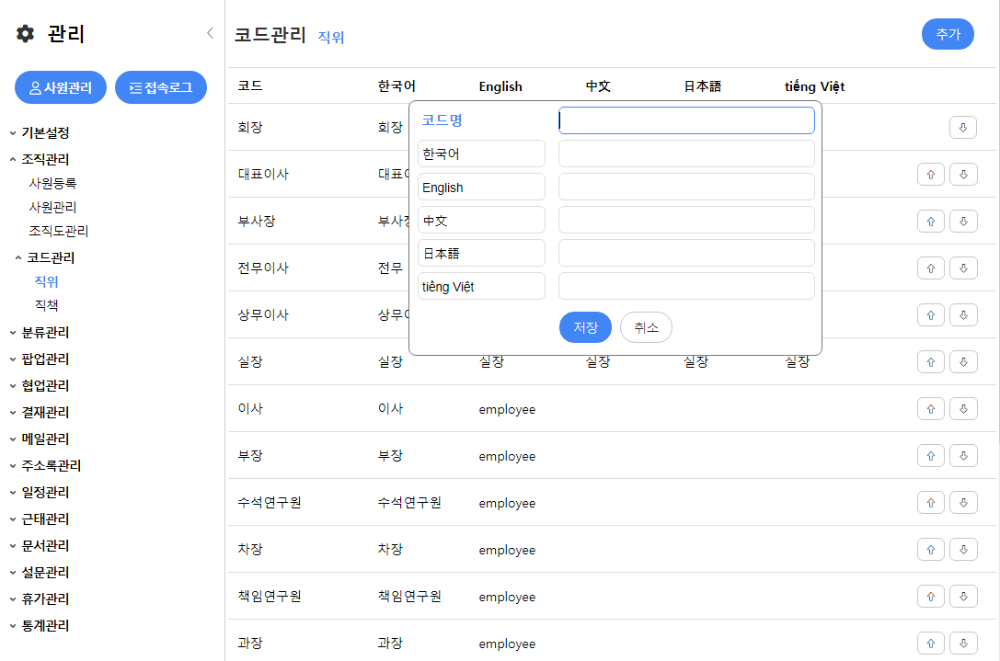 관리
사원관리
접속로그
기본설정
조직관리
사원등록
사원관리
조직도관리
코드관리
직위
직책
분류관리
팝업관리
협업관리
결재관리
메일관리
주소록관리
일정관리
근태관리
문서관리
설문관리
휴가관리
통계관리
코드관리 직위
추가
코드 한국어 English 中文 日本語 tiếng Việt
회장 회장
대표이사
부사장
전무이사 전무
상무이사
코드명
한국어
English
中文
日本語
tiếng Việt
저장 취소
실장 실장 실장 실장 실장 실장
이사 이사 employee
부장 부장 employee
수석연구원 수석연구원 employee
차장 차장 employee
책임연구원 책임연구원 employee
과장 과장 employee